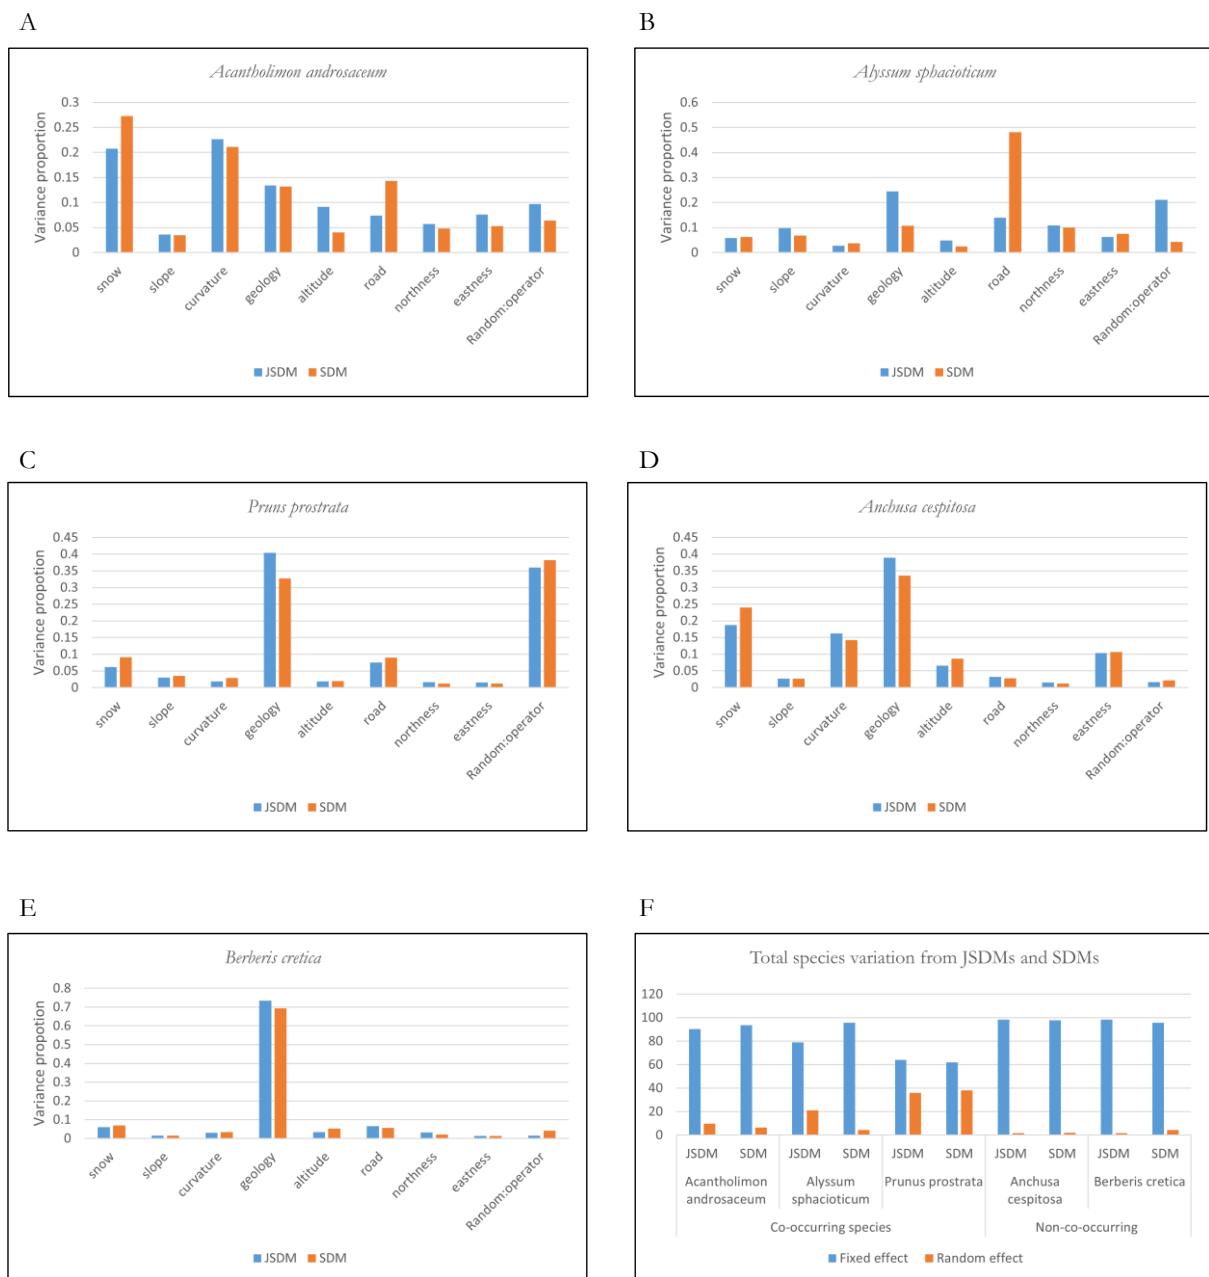 A
Acantholimon androsaceum
Variance proportion
0.3
0.25
0.2
0.15
0.1
0.05
0
snow
slope
curvature
geology
altitude
road
northness
eastness
Random:operator
JSDM SDM
B
Alyssum sphacioticum
Variance proportion
0.6
0.5
0.4
0.3
0.2
0.1
0
snow
slope
curvature
geology
altitude
road
northness
eastness
Random:operator
JSDM SDM
C
Pruns prostrata
Variance propotion
0.45
0.4
0.35
0.3
0.25
0.2
0.15
0.1
0.05
0
snow
slope
curvature
geology
altitude
road
northness
eastness
Random:operator
JSDM SDM
D
Anchusa cespitosa
Variance proportion
0.45
0.4
0.35
0.3
0.25
0.2
0.15
0.1
0.05
0
snow
slope
curvature
geology
altitude
road
northness
eastness
Random:operator
JSDM SDM
E
Berberis cretica
Variance propotion
0.8
0.7
0.6
0.5
0.4
0.3
0.2
0.1
0
snow
slope
curvature
geology
altitude
road
northness
eastness
Random:operator
JSDM SDM
F
Total species variation from JSDMs and SDMs
120
100
80
60
40
20
0
JSDM SDM JSDM SDM JSDM SDM JSDM SDM JSDM SDM
Acantholimon androsaceum
Alyssum sphacioticum
Prunus prostrata
Anchusa cespitosa
Berberis cretica
Co-occurring species Non-co-occurring
Fixed effect Random effect